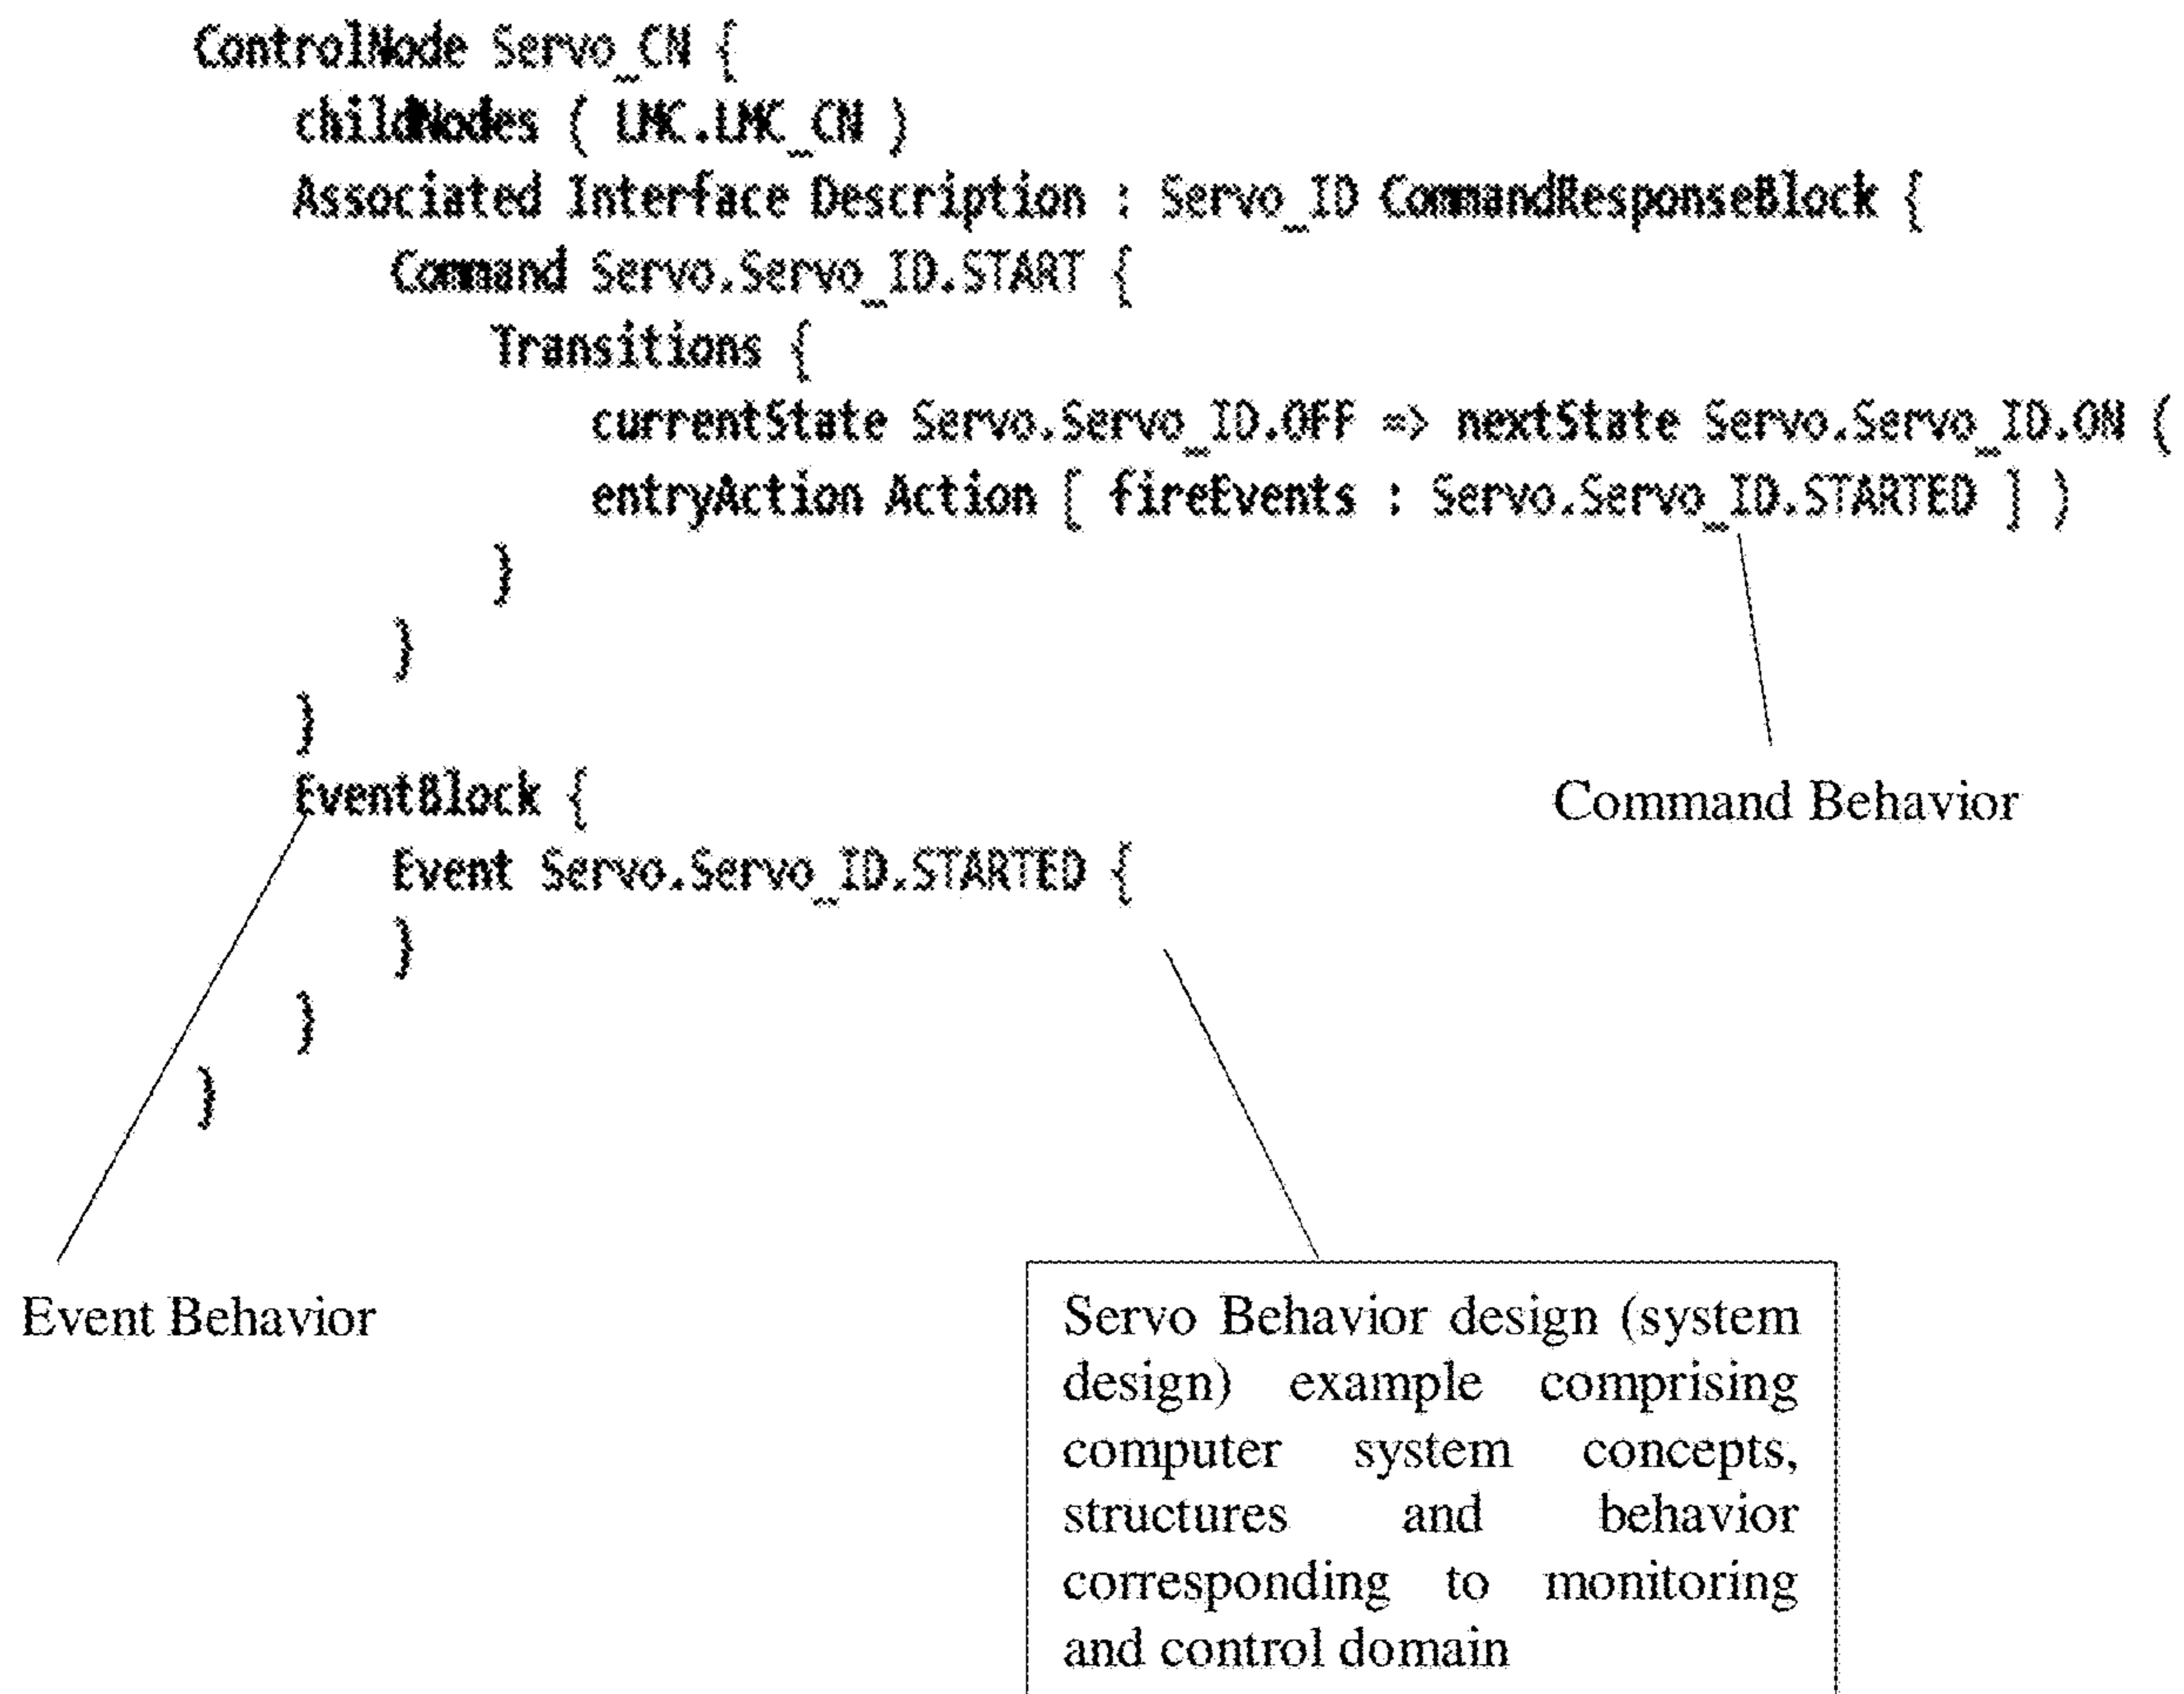 ControlNode Servo_CN {
childNodes ( LMC.LMC_CN )
Associated Interface Description : Servo_ID CommandResponseBlock {
Command Servo.Servo_ID.START {
Transitions {
currentState Servo.Servo_ID.OFF => nextState Servo.Servo_ID.ON (
entryAction Action [ fireEvents : Servo.Servo_ID.STARTED ] )
}
}
}
EventBlock {
Command Behavior
Event Servo.Servo_ID.STARTED {
}
}
}
Event Behavior
Servo Behavior design (system
design) example comprising
computer system concepts,
structures and behavior
corresponding to monitoring
and control domain